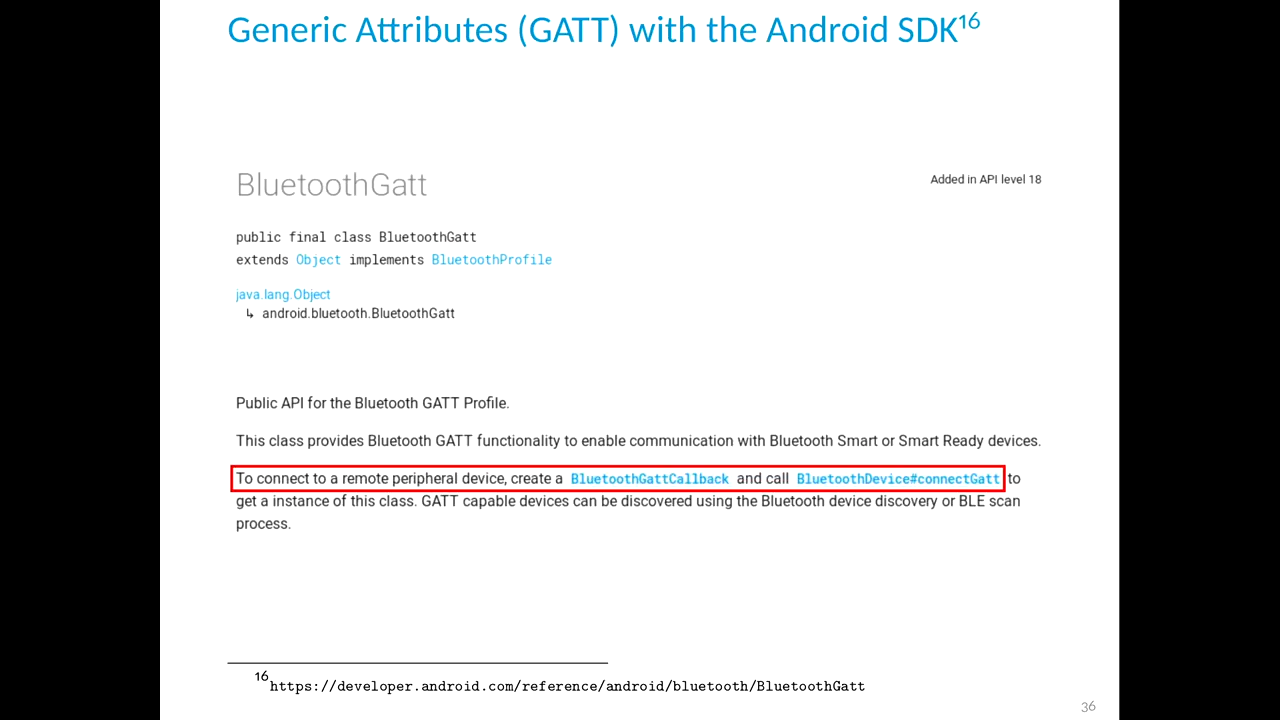 Generic Attributes (GATT) with the Android SDK¹⁶
BluetoothGatt
Added in API level 18
public final class BluetoothGatt
extends Object implements BluetoothProfile
java.lang.Object
↳ android.bluetooth.BluetoothGatt
Public API for the Bluetooth GATT Profile.
This class provides Bluetooth GATT functionality to enable communication with Bluetooth Smart or Smart Ready devices.
To connect to a remote peripheral device, create a BluetoothGattCallback and call BluetoothDevice#connectGatt to
get a instance of this class. GATT capable devices can be discovered using the Bluetooth device discovery or BLE scan
process.
¹⁶https://developer.android.com/reference/android/bluetooth/BluetoothGatt
36